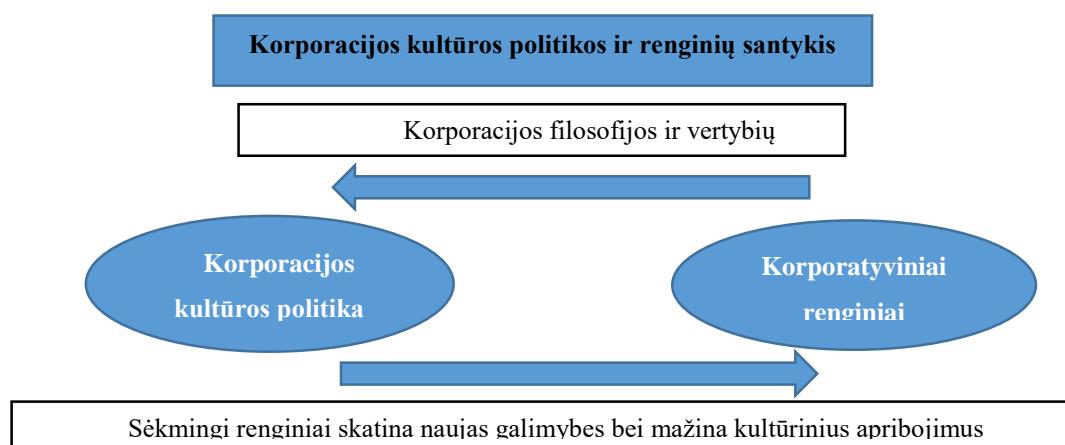 Korporacijos kultūros politikos ir renginių santykis
Korporacijos filosofijos ir vertybių
Korporacijos
kultūros politika
Korporatyviniai
renginiai
Sėkmingi renginiai skatina naujas galimybes bei mažina kultūrinius apribojimus